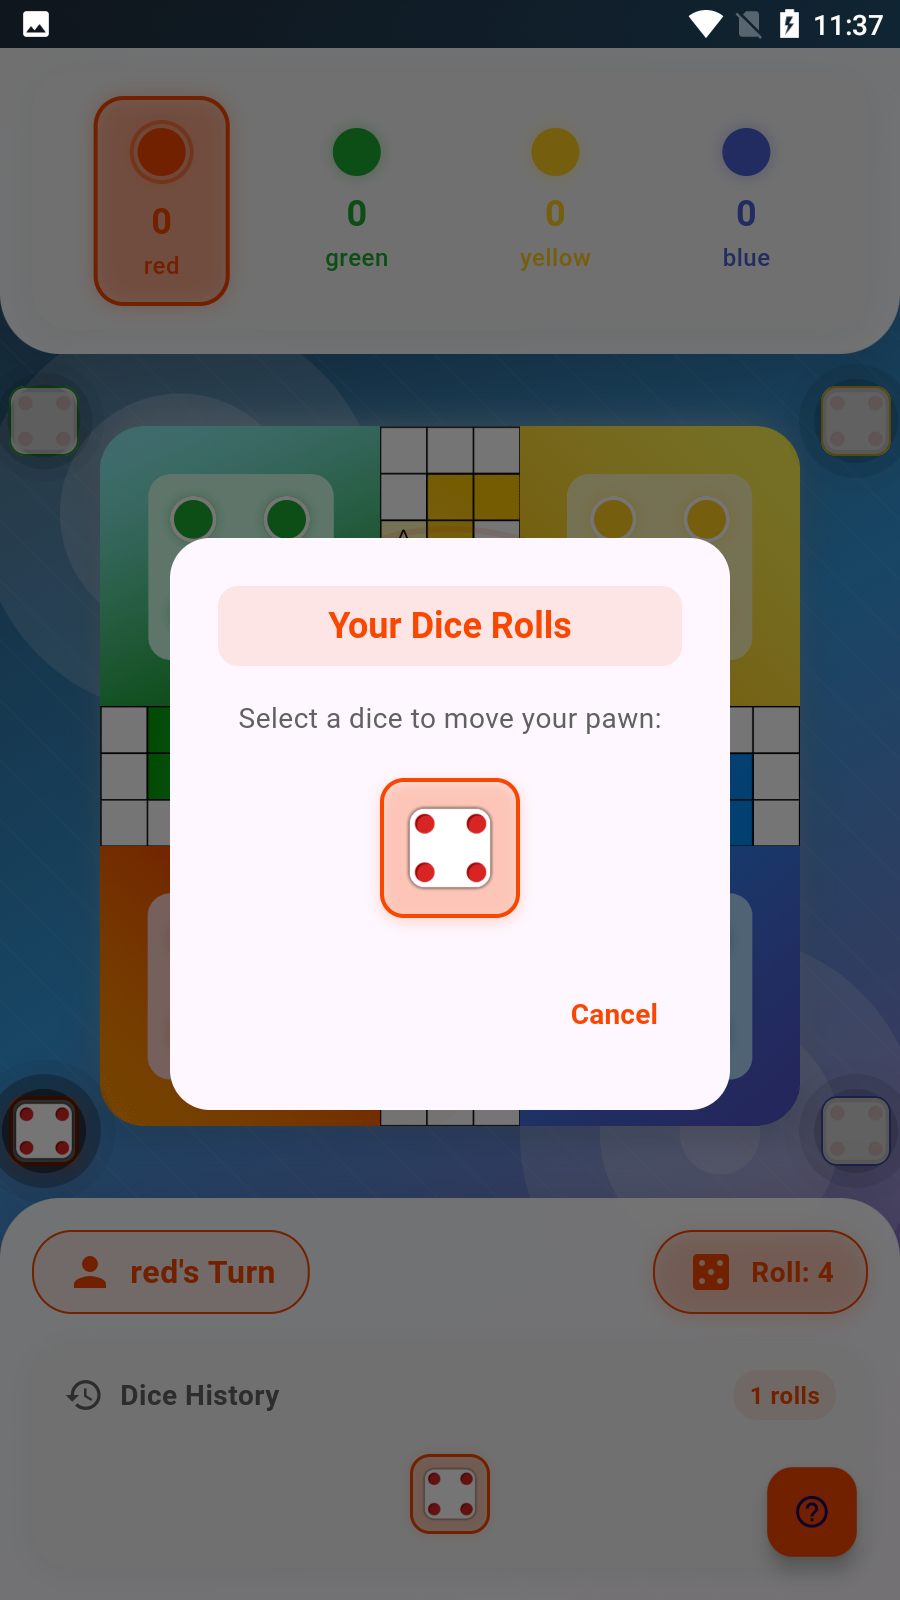 11:37
0
red
0
green
0
yellow
0
blue
Your Dice Rolls
Select a dice to move your pawn:
Cancel
red's Turn
Roll: 4
Dice History
1 rolls